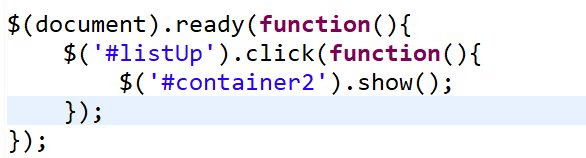 $(document).ready(function(){
    $('#listUp').click(function(){
        $('#container2').show();
    });
});